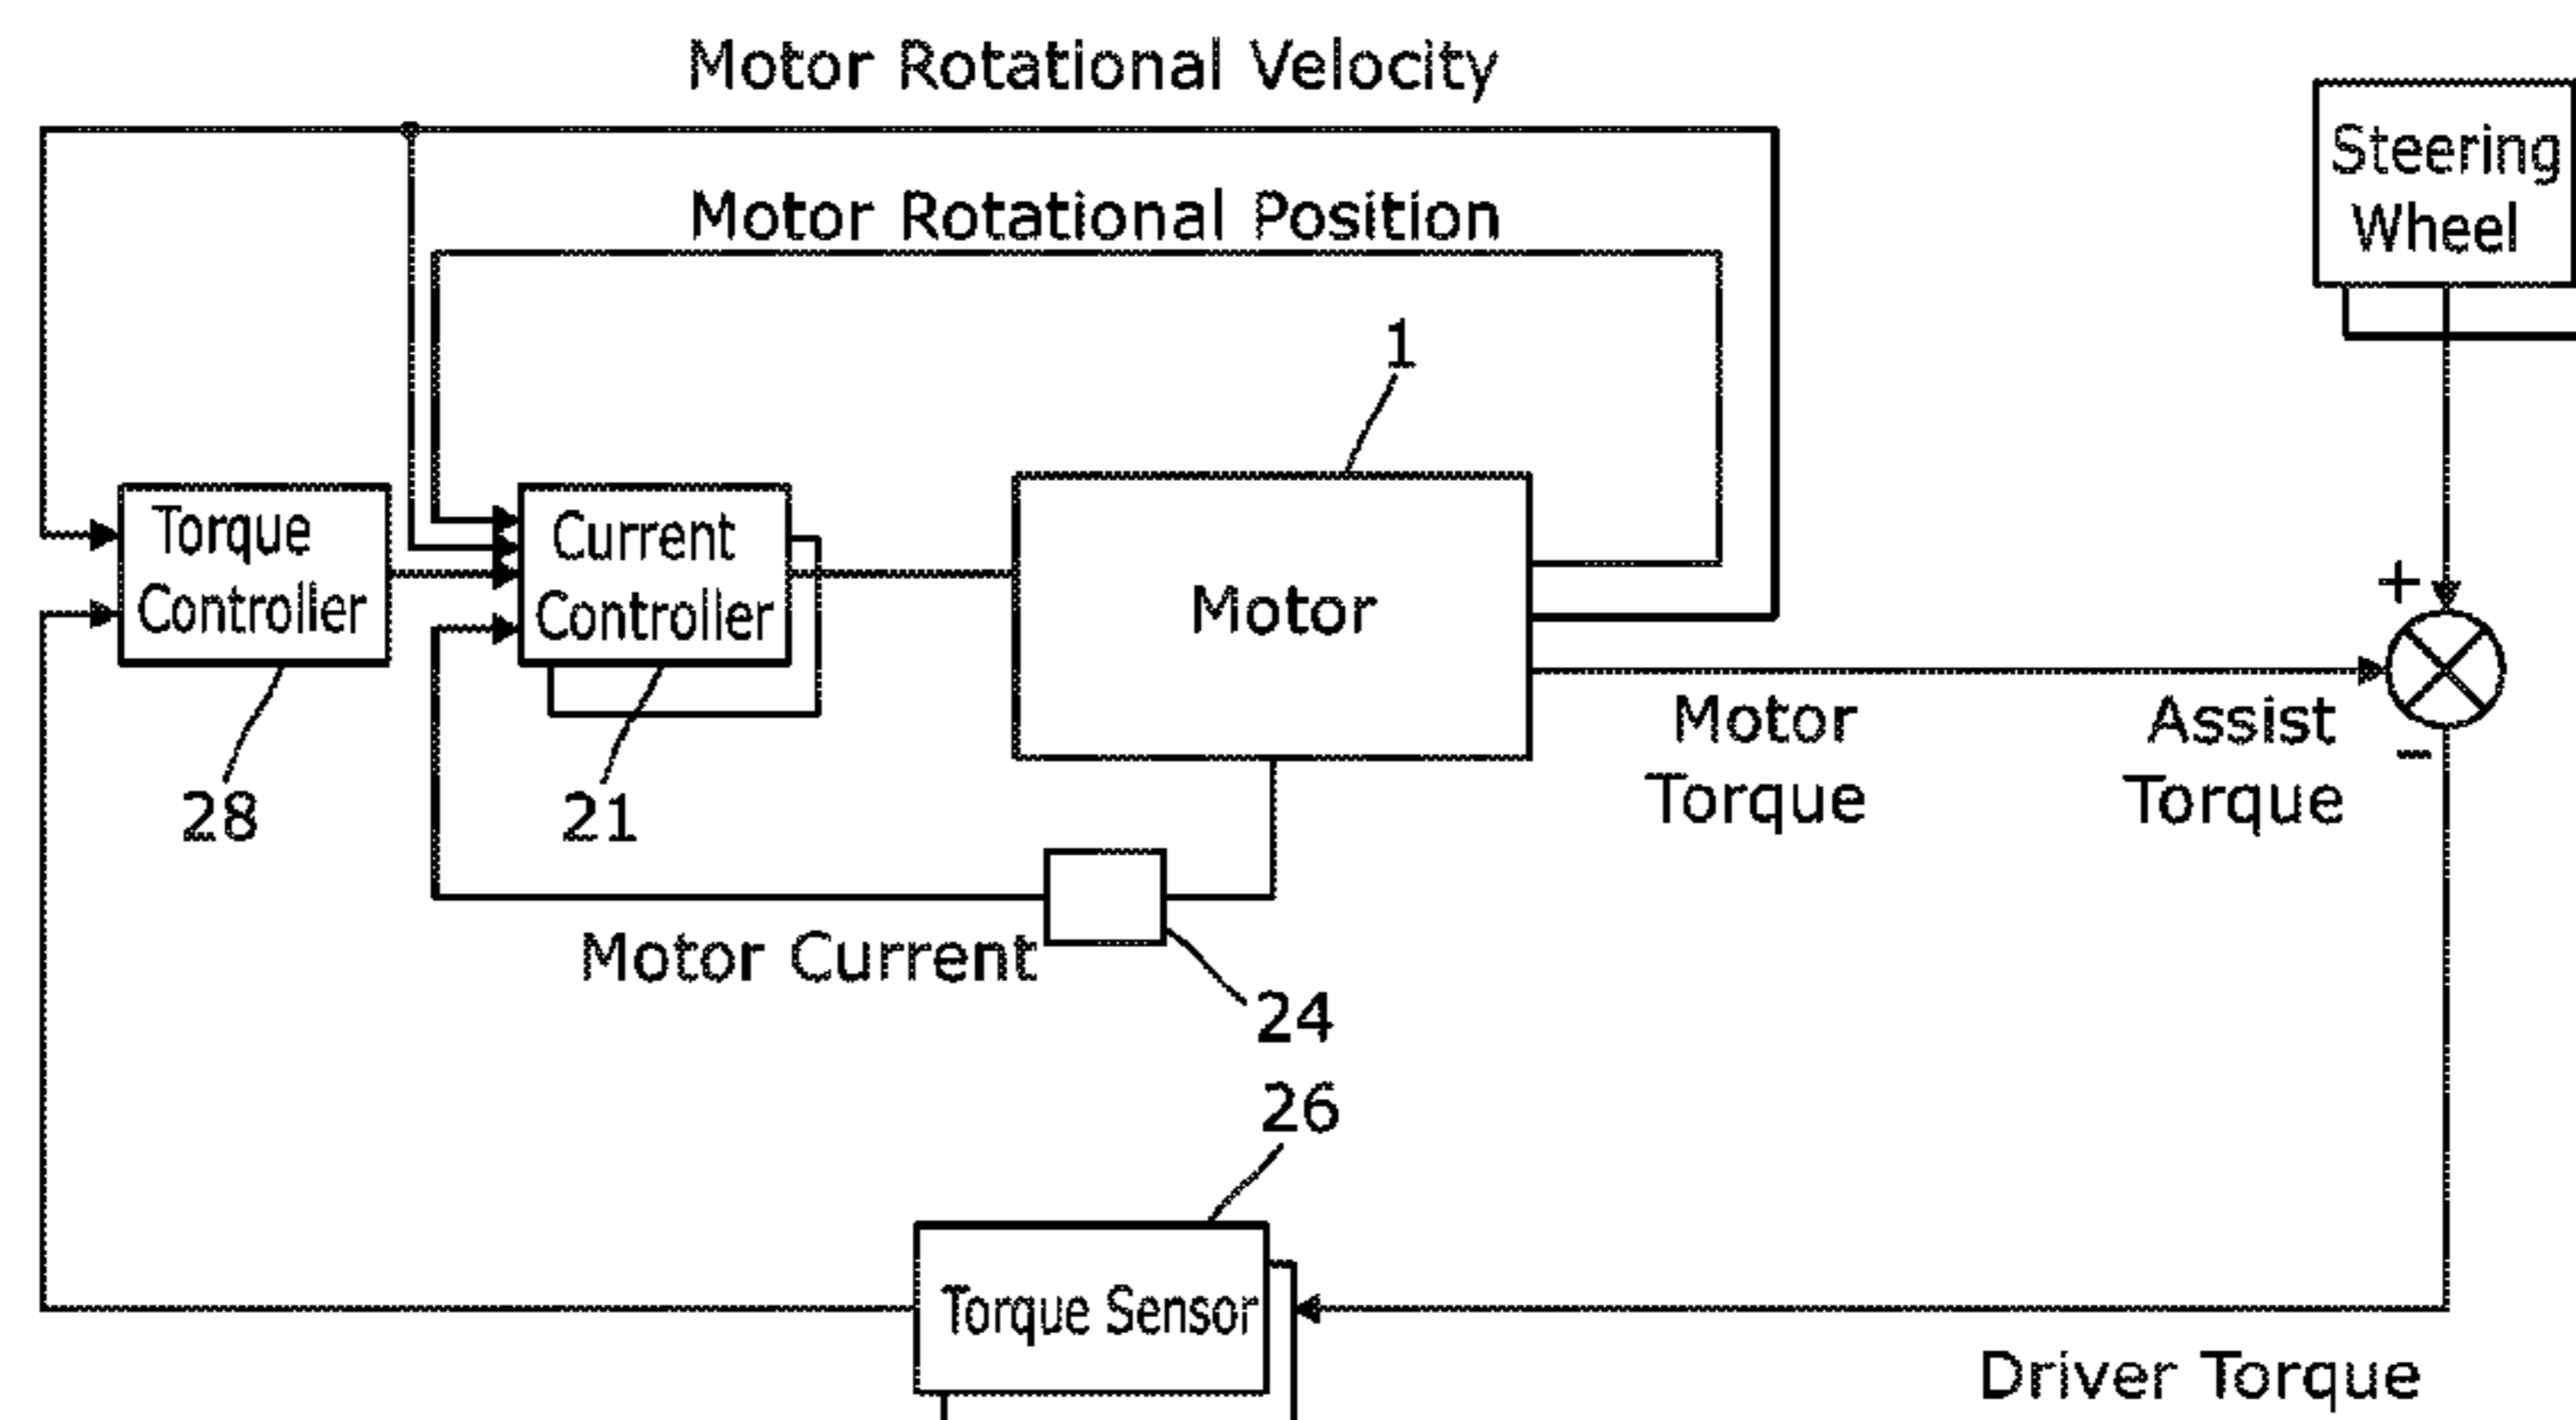 Motor Rotational Velocity
Steering
Wheel
Motor Rotational Position
1
Torque
Controller
Current
Controller
Motor
+
-
Motor
Torque
Assist
Torque
28
21
Motor Current
24
26
Torque Sensor
Driver Torque